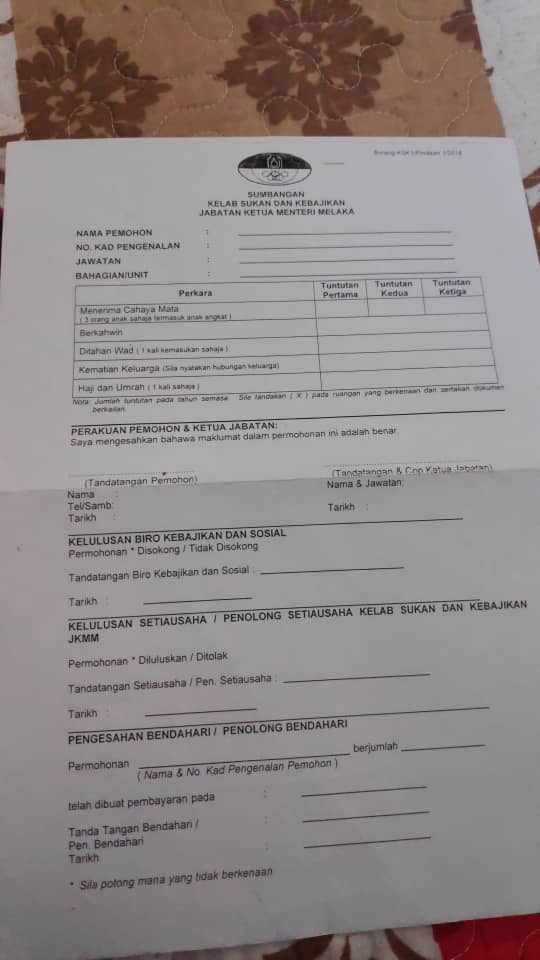 Borang KSK1/Pindaan 1/2018
SUMBANGAN
KELAB SUKAN DAN KEBAJIKAN
JABATAN KETUA MENTERI MELAKA
NAMA PEMOHON :
NO. KAD PENGENALAN :
JAWATAN :
BAHAGIAN/UNIT :
Perkara Tuntutan Pertama Tuntutan Kedua Tuntutan Ketiga
Menerima Cahaya Mata
( 3 orang anak sahaja termasuk anak angkat )
Berkahwin
Ditahan Wad ( 1 kali kemasukan sahaja )
Kematian Keluarga (Sila nyatakan hubungan keluarga)
Haji dan Umrah ( 1 kali sahaja )
Nota: Jumlah tuntutan pada tahun semasa. Sila tandakan ( X ) pada ruangan yang berkenaan dan sertakan dokumen
berkaitan.
PERAKUAN PEMOHON & KETUA JABATAN:
Saya mengesahkan bahawa maklumat dalam permohonan ini adalah benar.
(Tandatangan Pemohon) (Tandatangan & Cop Ketua Jabatan)
Nama : Nama & Jawatan:
Tel/Samb:
Tarikh : Tarikh :
KELULUSAN BIRO KEBAJIKAN DAN SOSIAL
Permohonan * Disokong / Tidak Disokong
Tandatangan Biro Kebajikan dan Sosial :
Tarikh :
KELULUSAN SETIAUSAHA / PENOLONG SETIAUSAHA KELAB SUKAN DAN KEBAJIKAN
JKMM
Permohonan * Diluluskan / Ditolak
Tandatangan Setiausaha / Pen. Setiausaha :
Tarikh :
PENGESAHAN BENDAHARI / PENOLONG BENDAHARI
Permohonan berjumlah
( Nama & No. Kad Pengenalan Pemohon )
telah dibuat pembayaran pada :
Tanda Tangan Bendahari / :
Pen. Bendahari
Tarikh :
* Sila potong mana yang tidak berkenaan